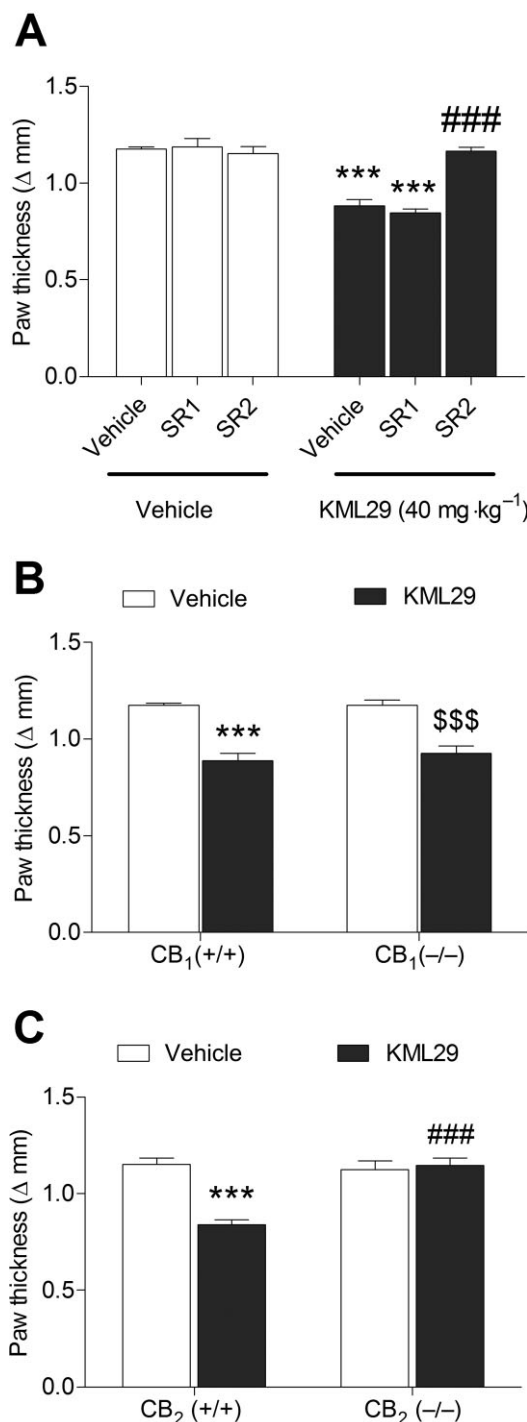 A
Paw thickness (Δ mm)
1.5
1.0
0.5
0.0
***
***
###
Vehicle
SR1
SR2
Vehicle
SR1
SR2
Vehicle
KML29 (40 mg·kg⁻¹)
B
Vehicle
KML29
Paw thickness (Δ mm)
1.5
1.0
0.5
0.0
***
$$$
CB₁(+/+)
CB₁(–/–)
C
Vehicle
KML29
Paw thickness (Δ mm)
1.5
1.0
0.5
0.0
***
###
CB₂ (+/+)
CB₂ (–/–)